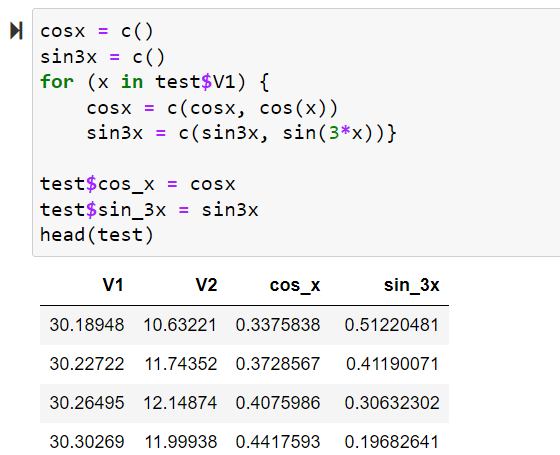 cosx = c()
sin3x = c()
for (x in test$V1) {
    cosx = c(cosx, cos(x))
    sin3x = c(sin3x, sin(3*x))}

test$cos_x = cosx
test$sin_3x = sin3x
head(test)
V1 V2 cos_x sin_3x
30.18948 10.63221 0.3375838 0.51220481
30.22722 11.74352 0.3728567 0.41190071
30.26495 12.14874 0.4075986 0.30632302
30.30269 11.99938 0.4417593 0.19682641